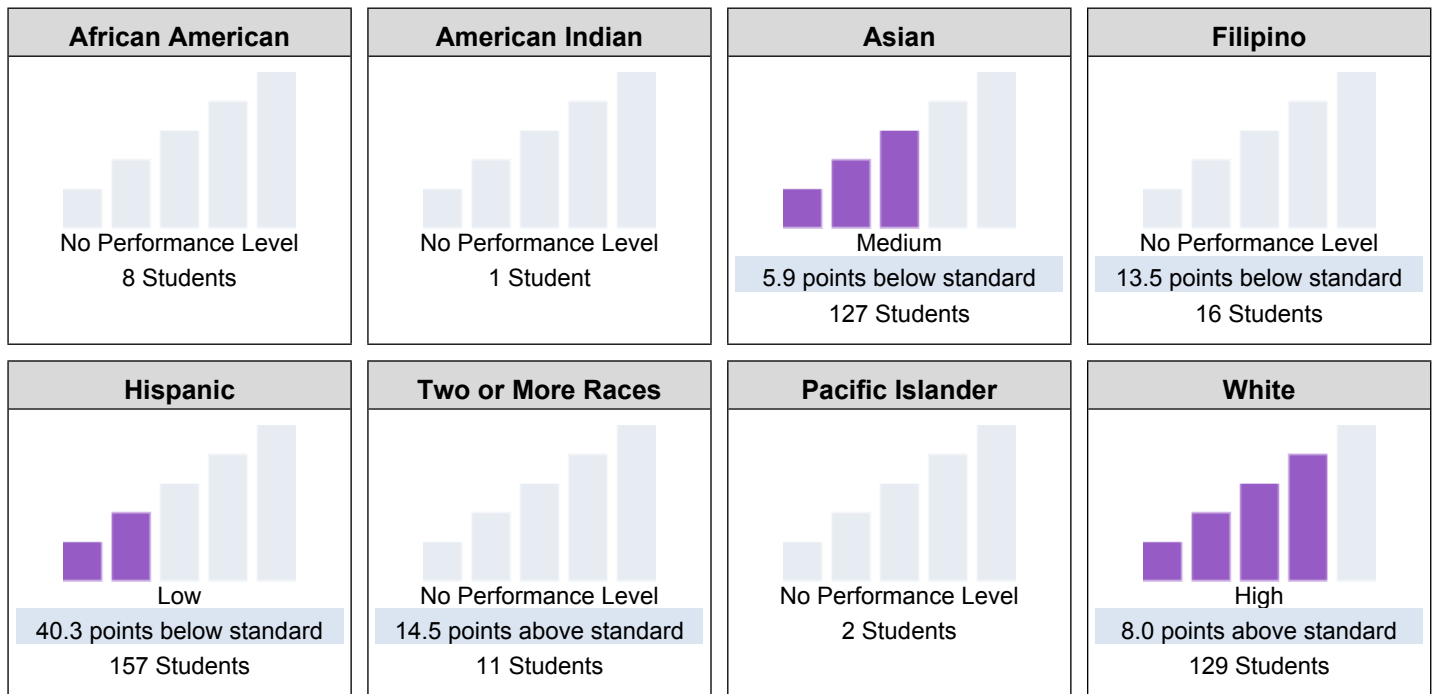 African American
No Performance Level
8 Students
American Indian
No Performance Level
1 Student
Asian
Medium
5.9 points below standard
127 Students
Filipino
No Performance Level
13.5 points below standard
16 Students
Hispanic
Low
40.3 points below standard
157 Students
Two or More Races
No Performance Level
14.5 points above standard
11 Students
Pacific Islander
No Performance Level
2 Students
White
High
8.0 points above standard
129 Students